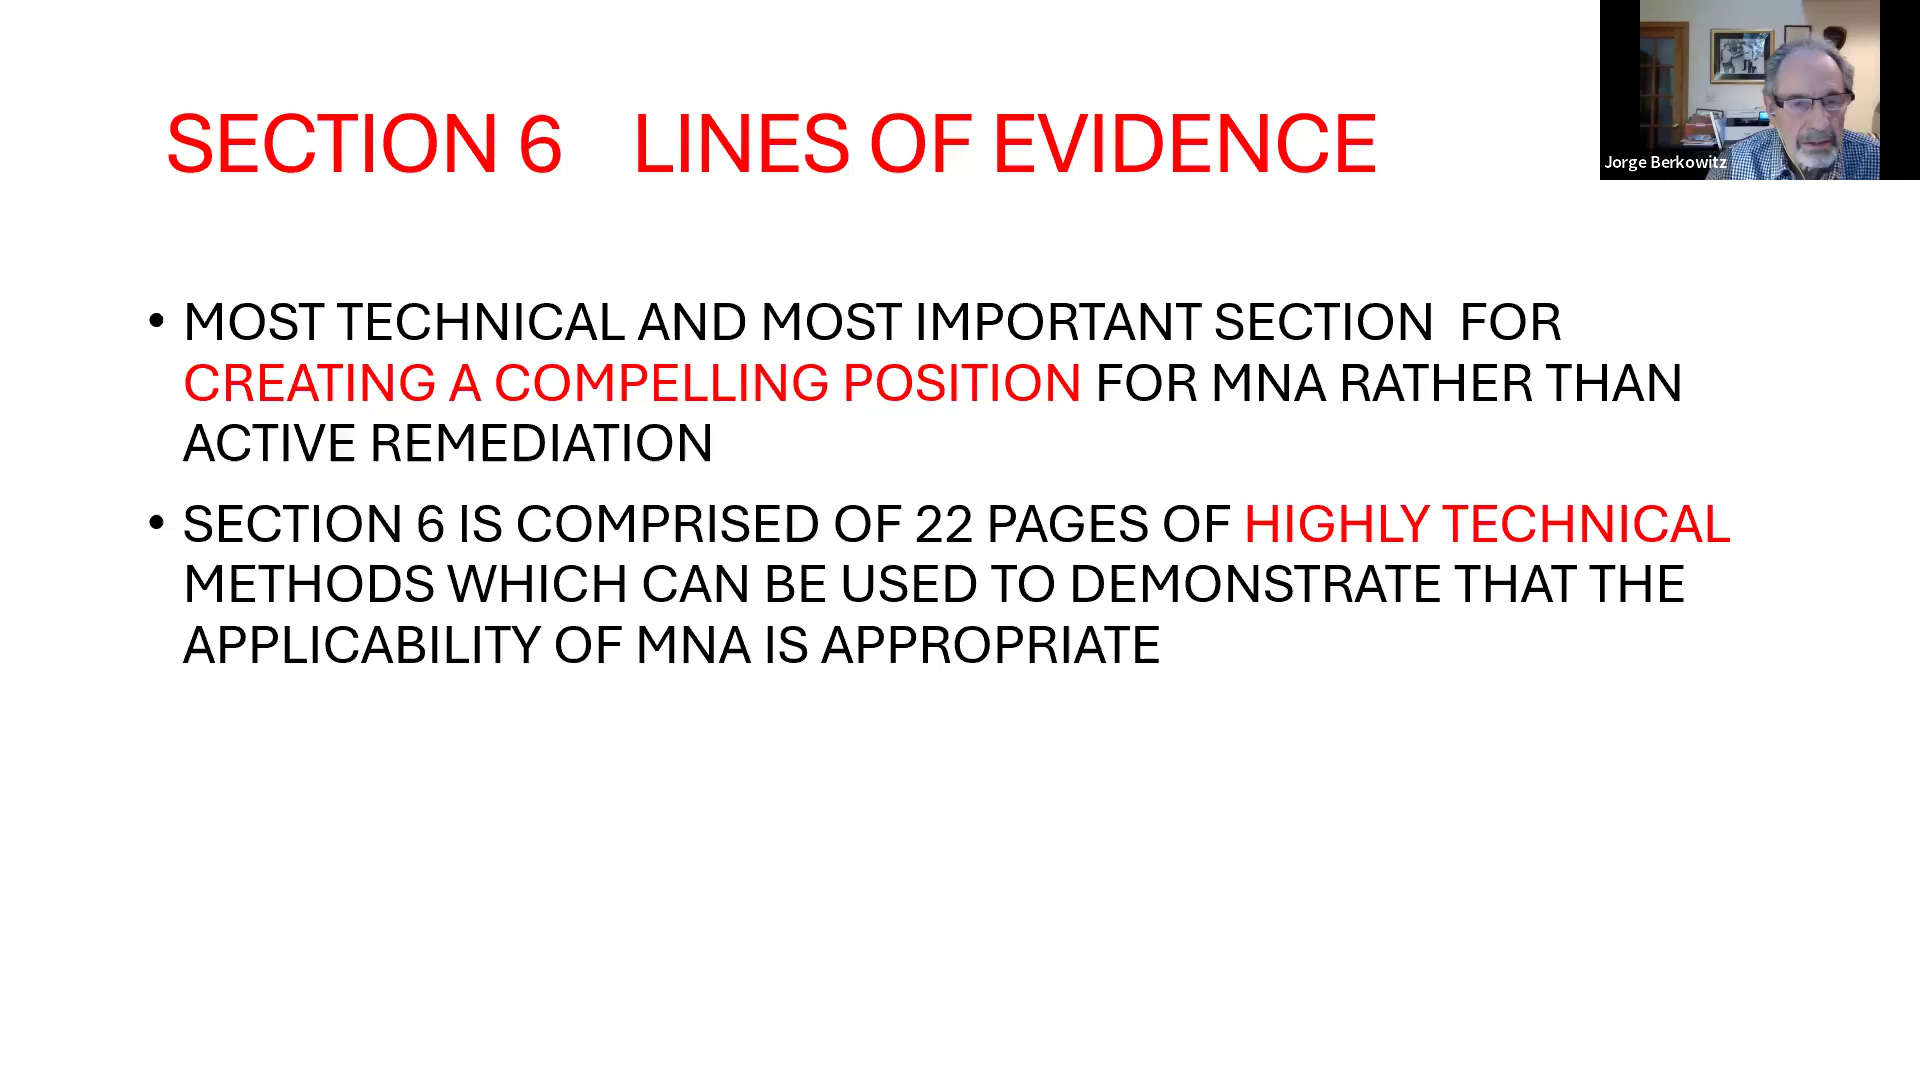 SECTION 6 LINES OF EVIDENCE
Jorge Berkowitz
• MOST TECHNICAL AND MOST IMPORTANT SECTION FOR
CREATING A COMPELLING POSITION FOR MNA RATHER THAN
ACTIVE REMEDIATION
• SECTION 6 IS COMPRISED OF 22 PAGES OF HIGHLY TECHNICAL
METHODS WHICH CAN BE USED TO DEMONSTRATE THAT THE
APPLICABILITY OF MNA IS APPROPRIATE